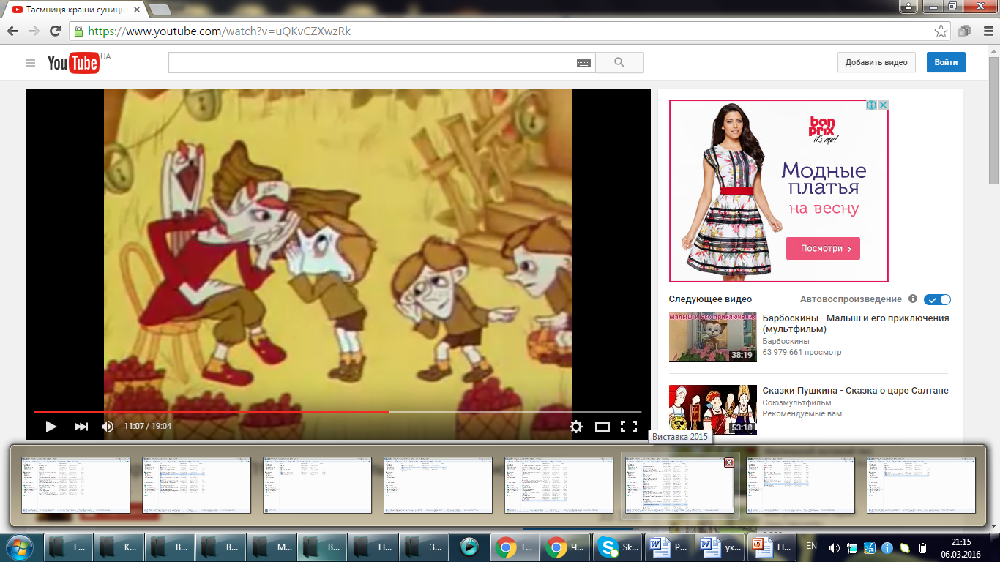 Таємниця країни суниць
https://www.youtube.com/watch?v=uQKvCZXwzRk
YouTube UA
Добавить видео
Войти
bon prix
it's me!
Модные
платья
на весну
Посмотри
Следующее видео
Автовоспроизведение
Малыш и его приключения
38:19
Барбоскины - Малыш и его приключения
(мультфильм)
Барбоскины
63 979 661 просмотр
53:18
Сказки Пушкина - Сказка о царе Салтане
Союзмультфильм
Рекомендуемые вам
11:07 / 19:04
Виставка 2015
Г...
К...
В...
В...
М...
В...
П...
З...
Т...
Ч...
Sk...
Р...
ук...
П...
EN
21:15
06.03.2016